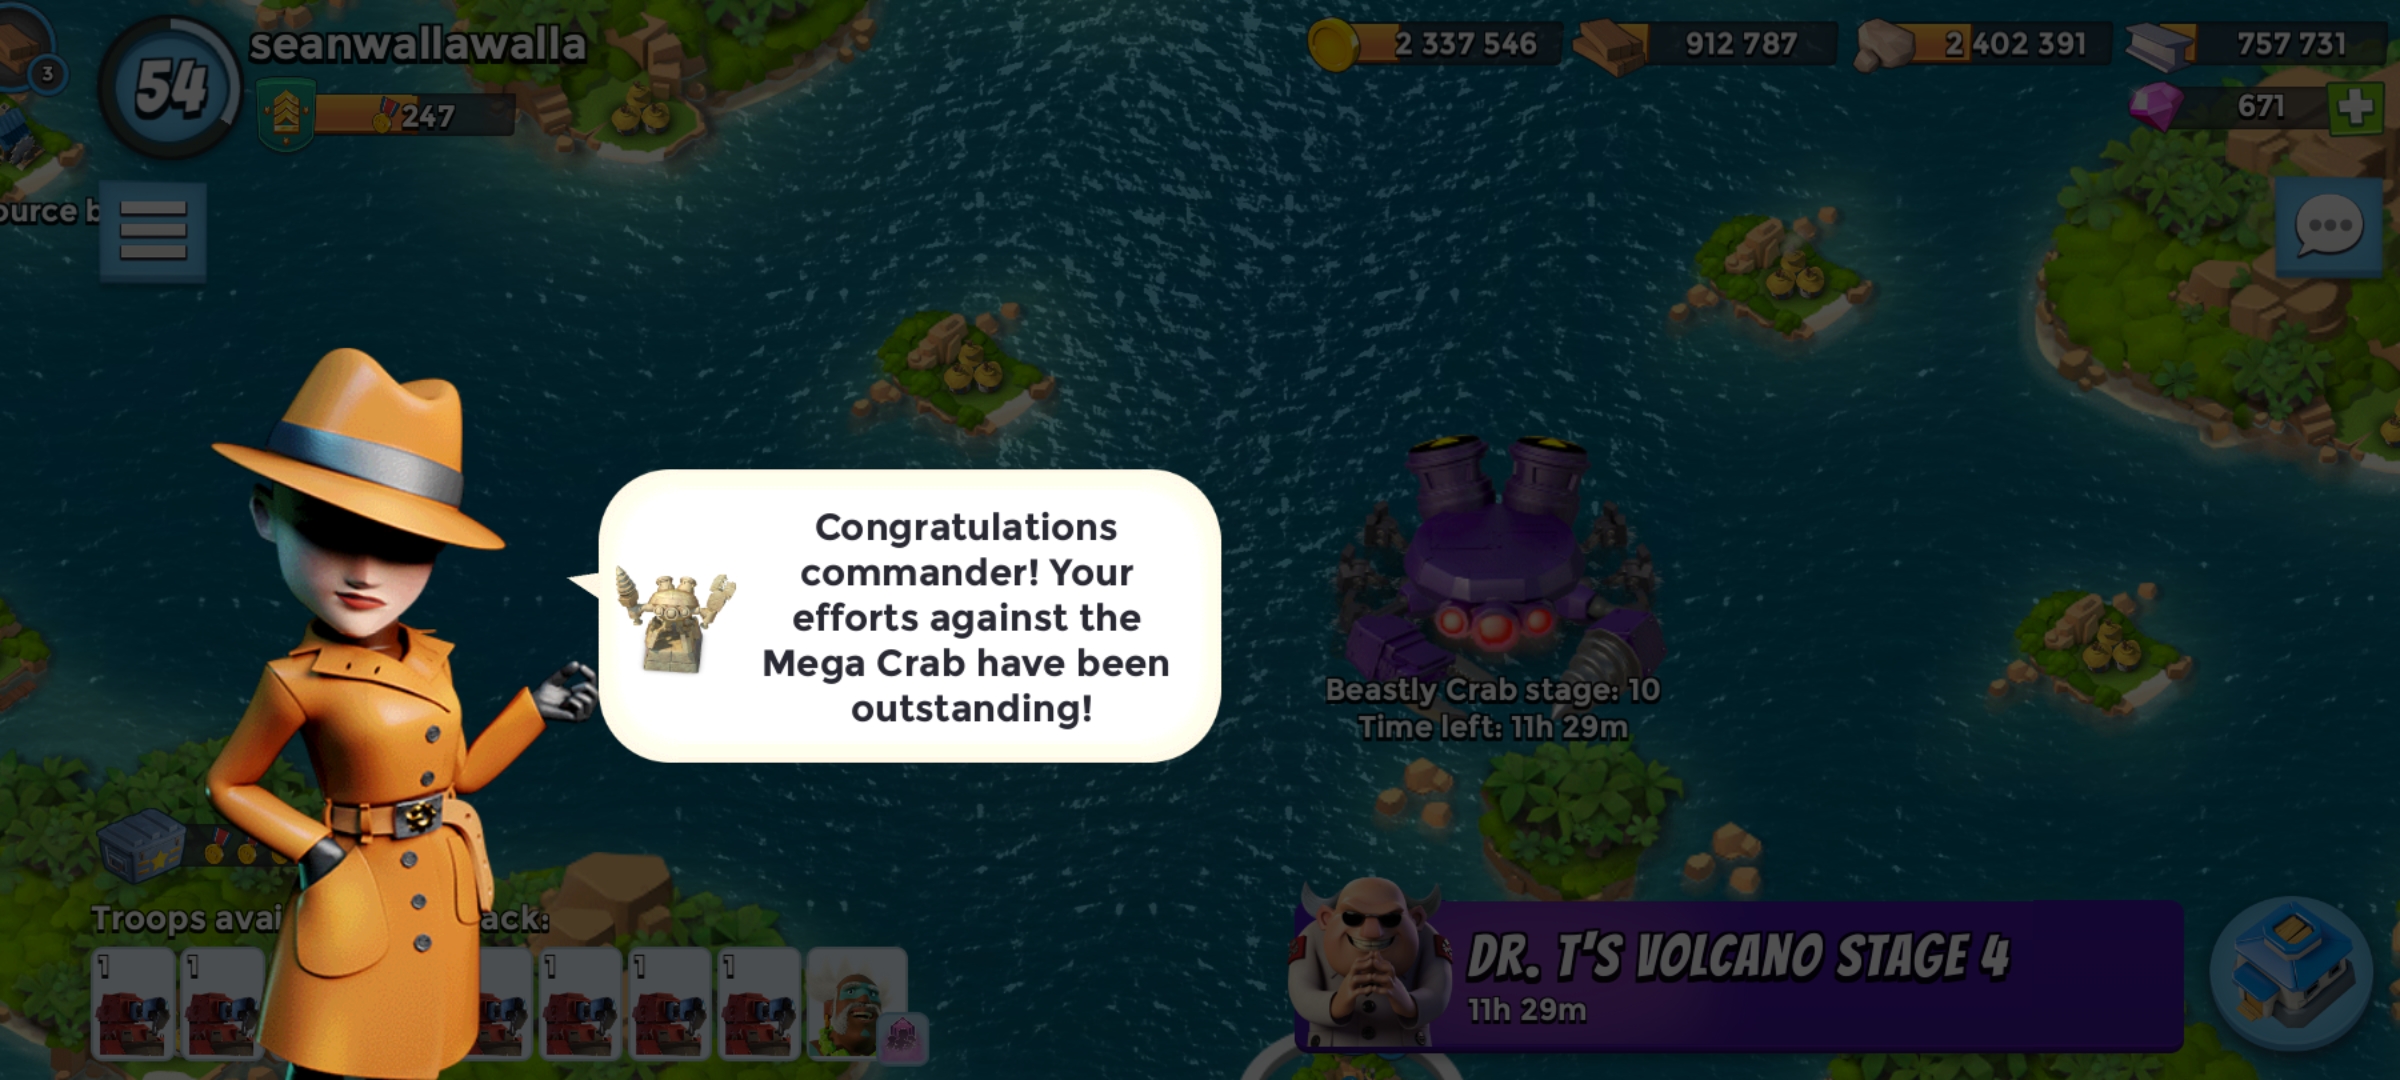 3
54
seanwallawalla
247
2 337 546
912 787
2 402 391
757 731
671
ource b
Congratulations
commander! Your
efforts against the
Mega Crab have been
outstanding!
Beastly Crab stage: 10
Time left: 11h 29m
Troops avai ack:
1
1
1
1
1
DR. T'S VOLCANO STAGE 4
11h 29m